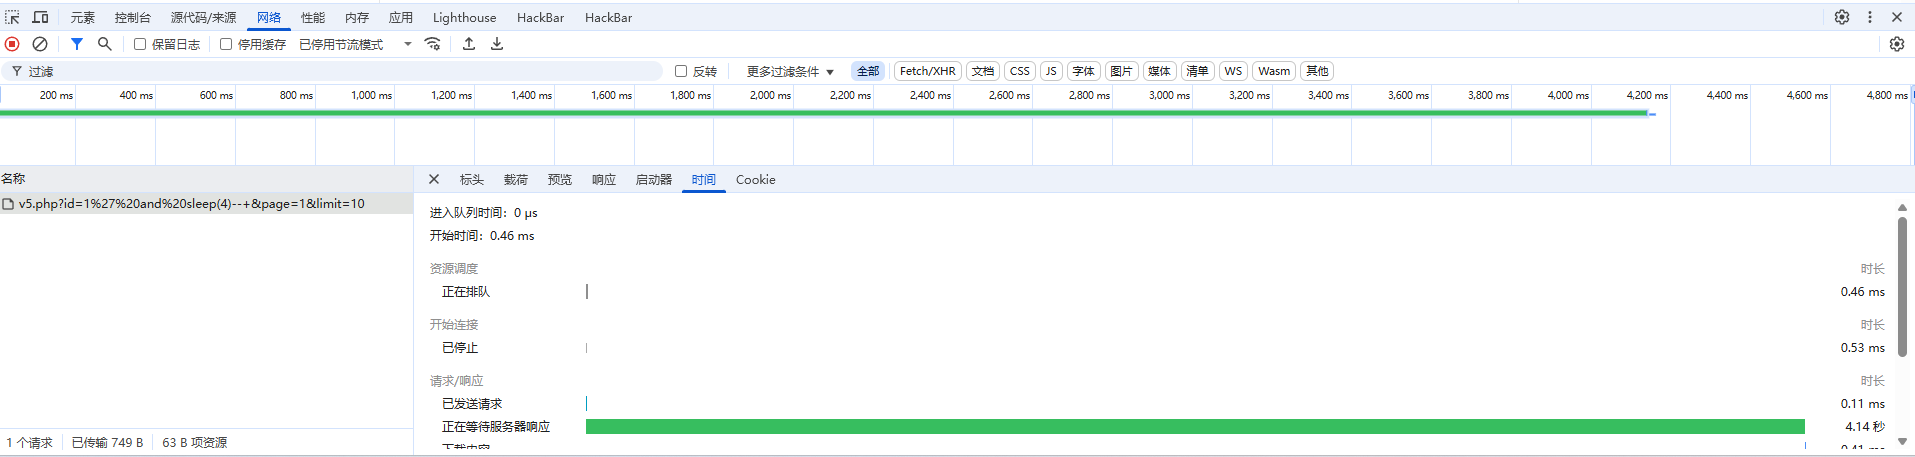 元素 控制台 源代码/来源 网络 性能 内存 应用 Lighthouse HackBar HackBar
保留日志 停用缓存 已停用节流模式
过滤 反转 更多过滤条件 全部 Fetch/XHR 文档 CSS JS 字体 图片 媒体 清单 WS Wasm 其他
200 ms 400 ms 600 ms 800 ms 1,000 ms 1,200 ms 1,400 ms 1,600 ms 1,800 ms 2,000 ms 2,200 ms 2,400 ms 2,600 ms 2,800 ms 3,000 ms 3,200 ms 3,400 ms 3,600 ms 3,800 ms 4,000 ms 4,200 ms 4,400 ms 4,600 ms 4,800 ms
名称 标头 载荷 预览 响应 启动器 时间 Cookie
v5.php?id=1%27%20and%20sleep(4)--+&page=1&limit=10
进入队列时间：0 μs
开始时间：0.46 ms
资源调度 时长
正在排队 0.46 ms
开始连接 时长
已停止 0.53 ms
请求/响应 时长
已发送请求 0.11 ms
正在等待服务器响应 4.14 秒
1 个请求 已传输 749 B 63 B 项资源